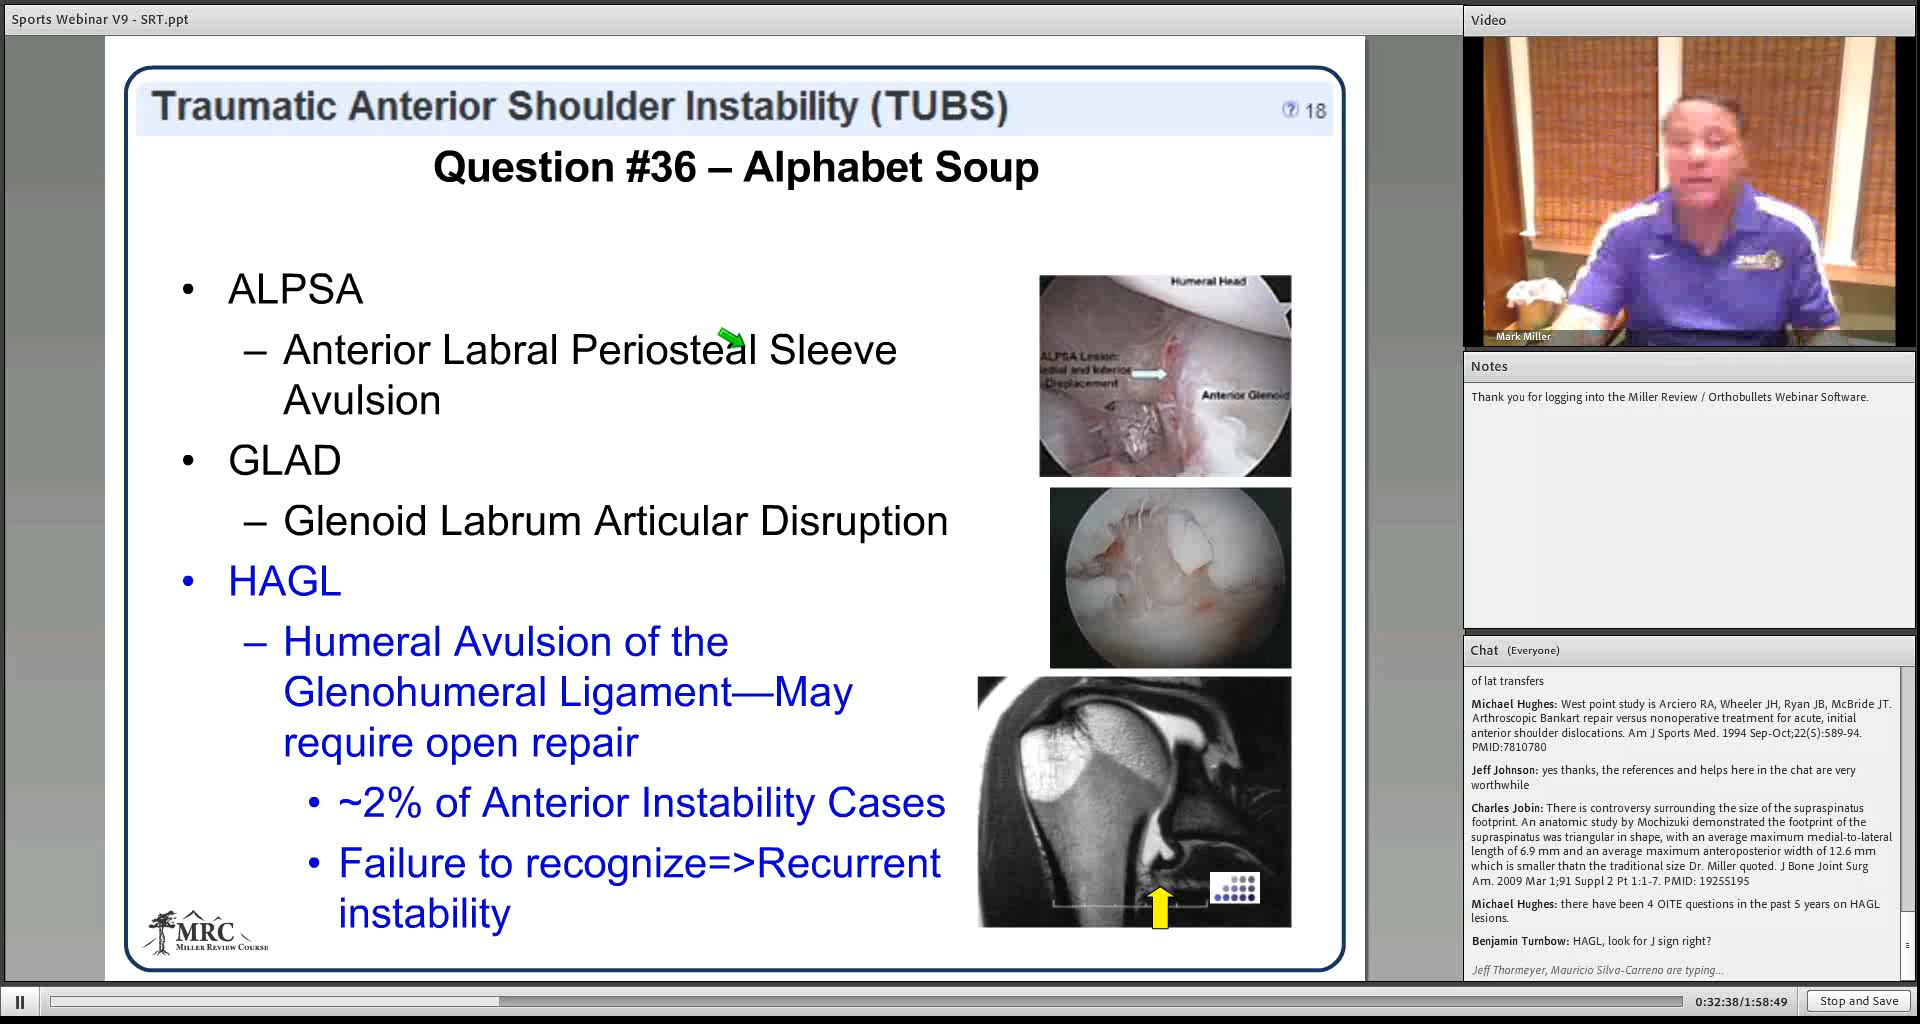 Sports Webinar V9 - SRT.ppt
Traumatic Anterior Shoulder Instability (TUBS)
18
Question #36 – Alphabet Soup
• ALPSA
– Anterior Labral Periosteal Sleeve
Avulsion
• GLAD
– Glenoid Labrum Articular Disruption
• HAGL
– Humeral Avulsion of the
Glenohumeral Ligament—May
require open repair
• ~2% of Anterior Instability Cases
• Failure to recognize=>Recurrent
instability
Humeral Head
ALPSA Lesion:
Medial and Inferior
Displacement
Anterior Glenoid
MRC
MILLER REVIEW COURSE
Video
Mark Miller
Notes
Thank you for logging into the Miller Review / Orthobullets Webinar Software.
Chat (Everyone)
of lat transfers
Michael Hughes: West point study is Arciero RA, Wheeler JH, Ryan JB, McBride JT.
Arthroscopic Bankart repair versus nonoperative treatment for acute, initial
anterior shoulder dislocations. Am J Sports Med. 1994 Sep-Oct;22(5):589-94.
PMID:7810780
Jeff Johnson: yes thanks, the references and helps here in the chat are very
worthwhile
Charles Jobin: There is controversy surrounding the size of the supraspinatus
footprint. An anatomic study by Mochizuki demonstrated the footprint of the
supraspinatus was triangular in shape, with an average maximum medial-to-lateral
length of 6.9 mm and an average maximum anteroposterior width of 12.6 mm
which is smaller thatn the traditional size Dr. Miller quoted. J Bone Joint Surg
Am. 2009 Mar 1;91 Suppl 2 Pt 1:1-7. PMID: 19255195
Michael Hughes: there have been 4 OITE questions in the past 5 years on HAGL
lesions.
Benjamin Turnbow: HAGL, look for J sign right?
Jeff Thormeyer, Mauricio Silva-Carreno are typing...
0:32:38/1:58:49
Stop and Save